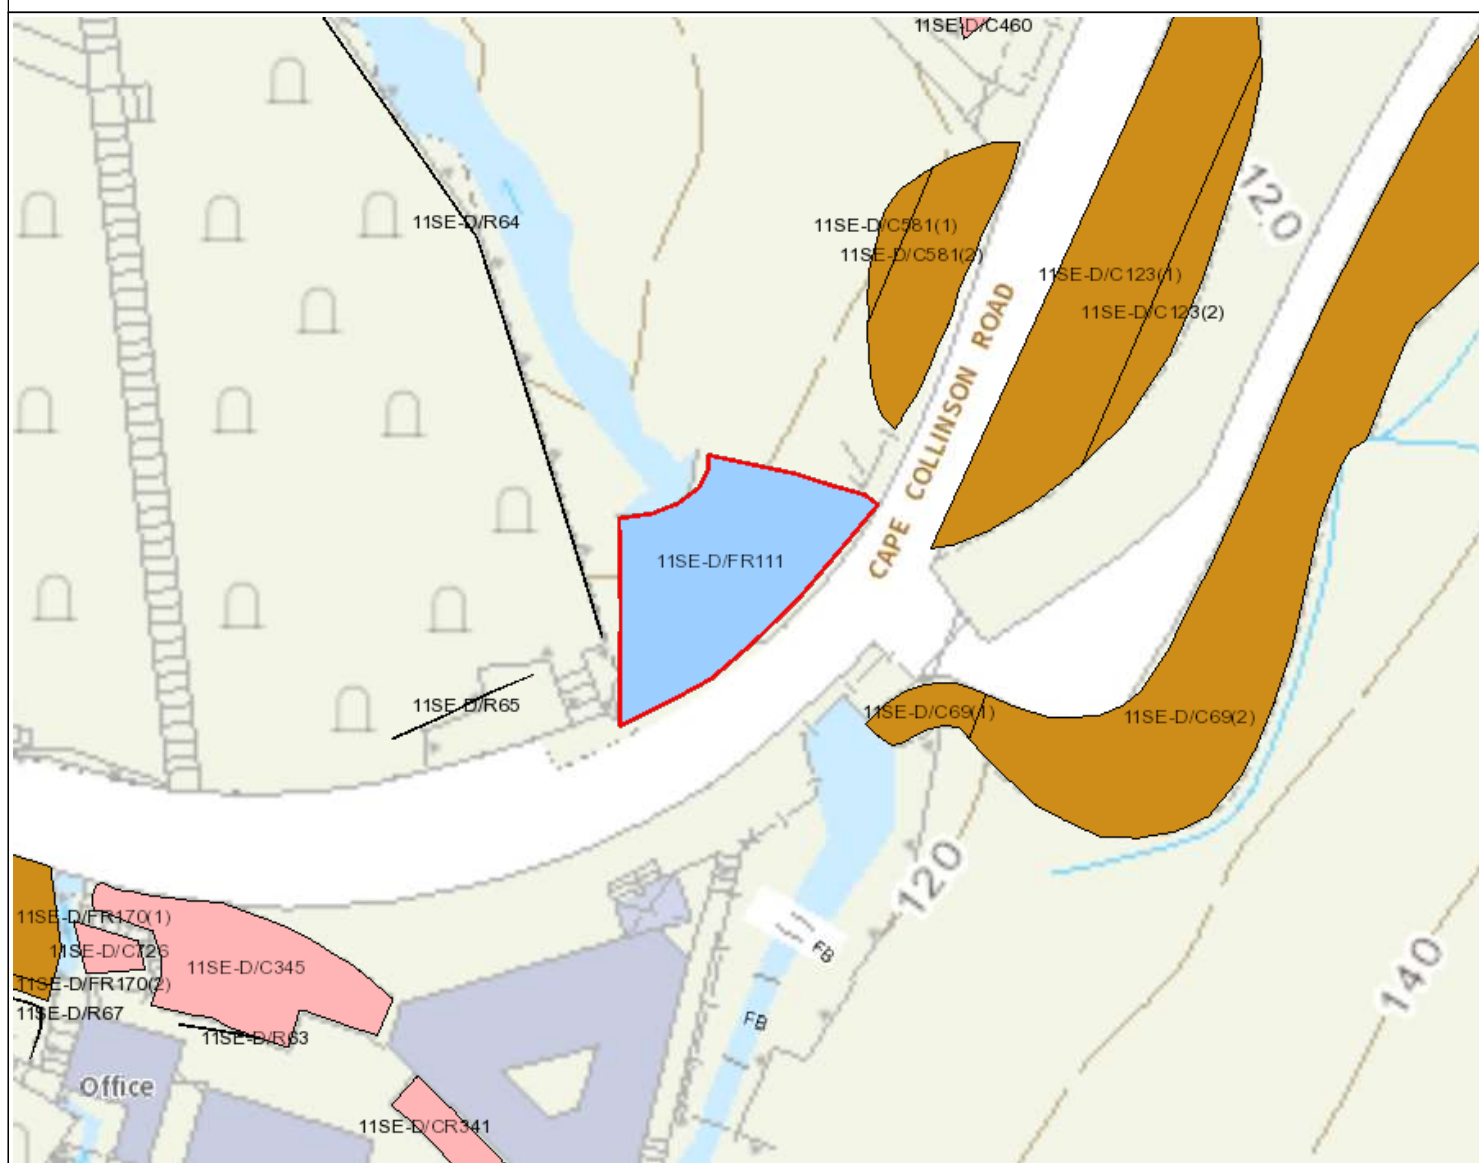 11SE-D/C460
11SE-D/R64
11SE-D/C581(1)
11SE-D/C581(2)
120
11SE-D/C123(1)
11SE-D/C123(2)
CAPE COLLINSON ROAD
11SE-D/FR111
11SE-D/R65
11SE-D/C69(1)
11SE-D/C69(2)
120
11SE-D/FR170(1)
11SE-D/C726
11SE-D/C345
FB
11SE-D/FR170(2)
140
11SE-D/R67
FB
11SE-D/R63
Office
11SE-D/CR341